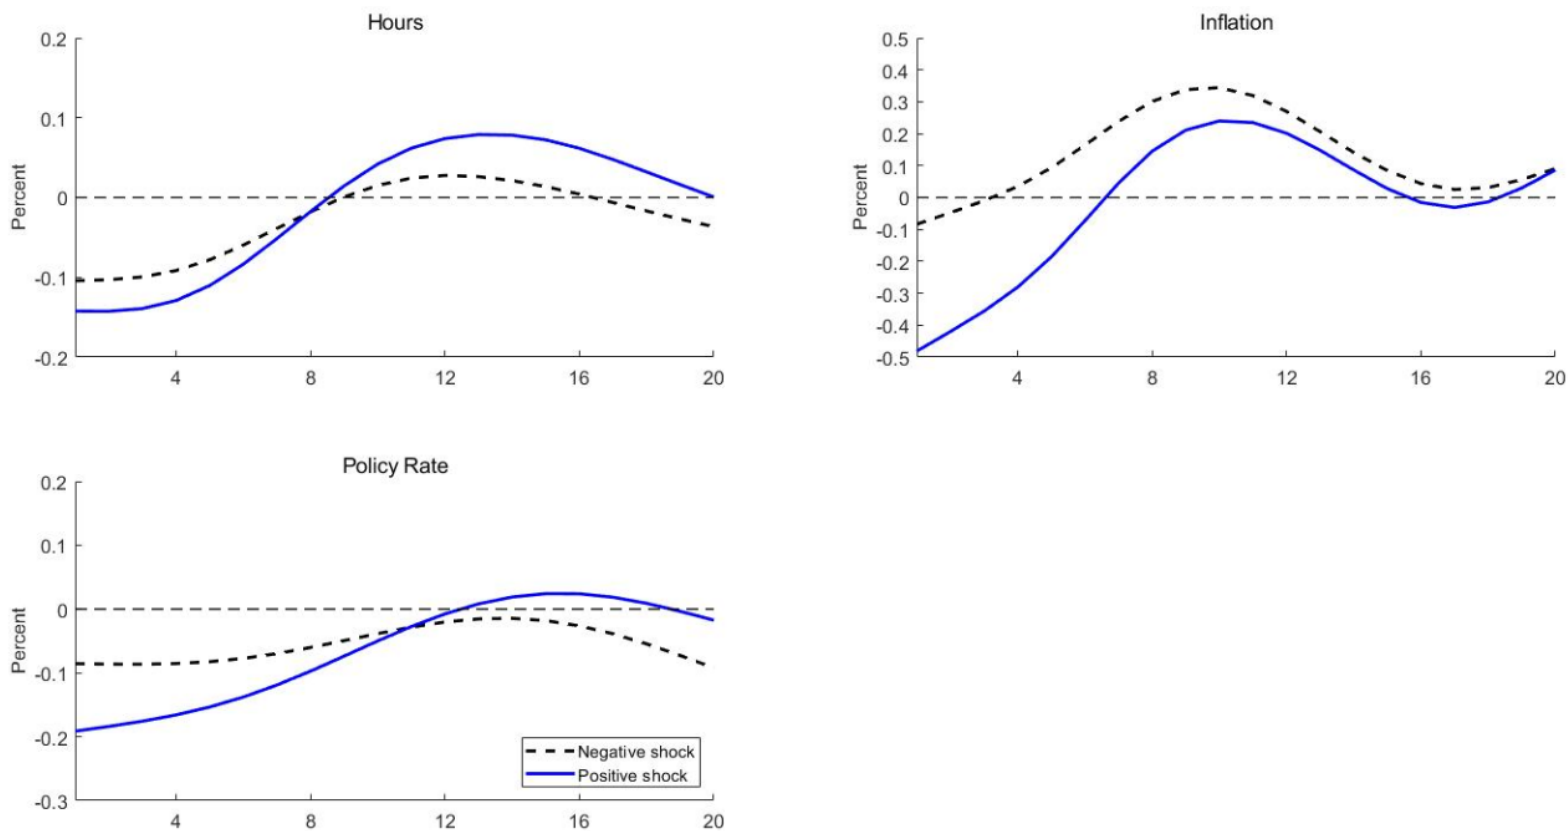 Hours
0.2
0.1
0
-0.1
-0.2
Percent
4 8 12 16 20
Inflation
0.5
0.4
0.3
0.2
0.1
0
-0.1
-0.2
-0.3
-0.4
-0.5
Percent
4 8 12 16 20
Policy Rate
0.2
0.1
0
-0.1
-0.2
-0.3
Percent
Negative shock
Positive shock
4 8 12 16 20